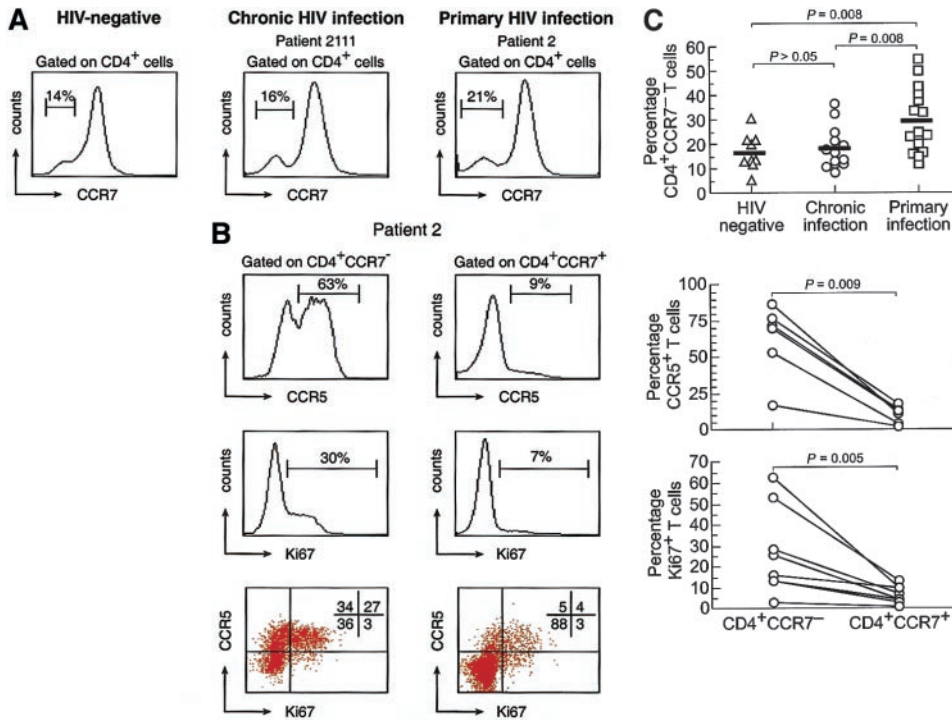 A
HIV-negative
Chronic HIV infection
Primary HIV infection
Patient 2111
Patient 2
Gated on CD4+ cells
Gated on CD4+ cells
Gated on CD4+ cells
14%
16%
21%
counts
counts
counts
CCR7
CCR7
CCR7
B
Patient 2
Gated on CD4+CCR7-
Gated on CD4+CCR7+
63%
9%
counts
counts
CCR5
CCR5
30%
7%
counts
counts
Ki67
Ki67
34 27
36 3
5 4
88 3
CCR5
CCR5
Ki67
Ki67
C
P = 0.008
P > 0.05
P = 0.008
Percentage
CD4+CCR7- T cells
60
50
40
30
20
10
0
HIV
negative
Chronic
infection
Primary
infection
P = 0.009
Percentage
CCR5+ T cells
100
75
50
25
0
P = 0.005
Percentage
Ki67+ T cells
70
60
50
40
30
20
10
0
CD4+CCR7-
CD4+CCR7+